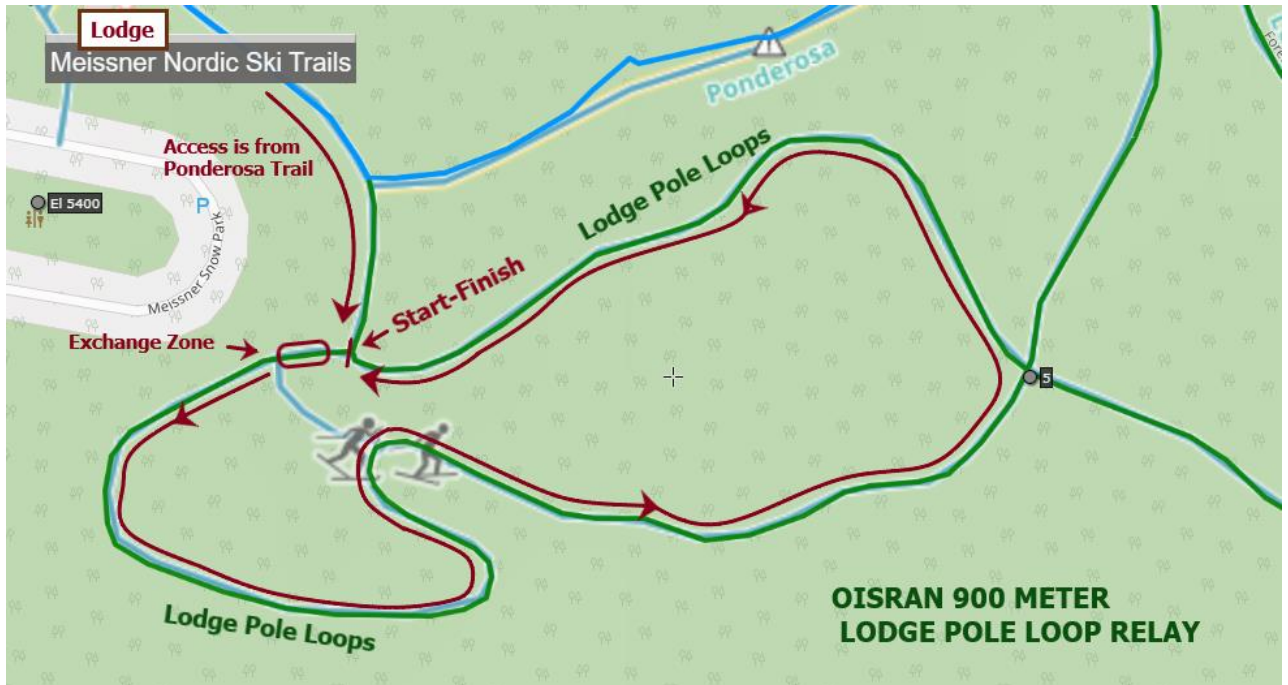 Lodge
Meissner Nordic Ski Trails
Ponderosa
Access is from
Ponderosa Trail
Lodge Pole Loops
El 5400
P
Meissner Snow Park
Start-Finish
Exchange Zone
5
Lodge Pole Loops
OISRAN 900 METER
LODGE POLE LOOP RELAY